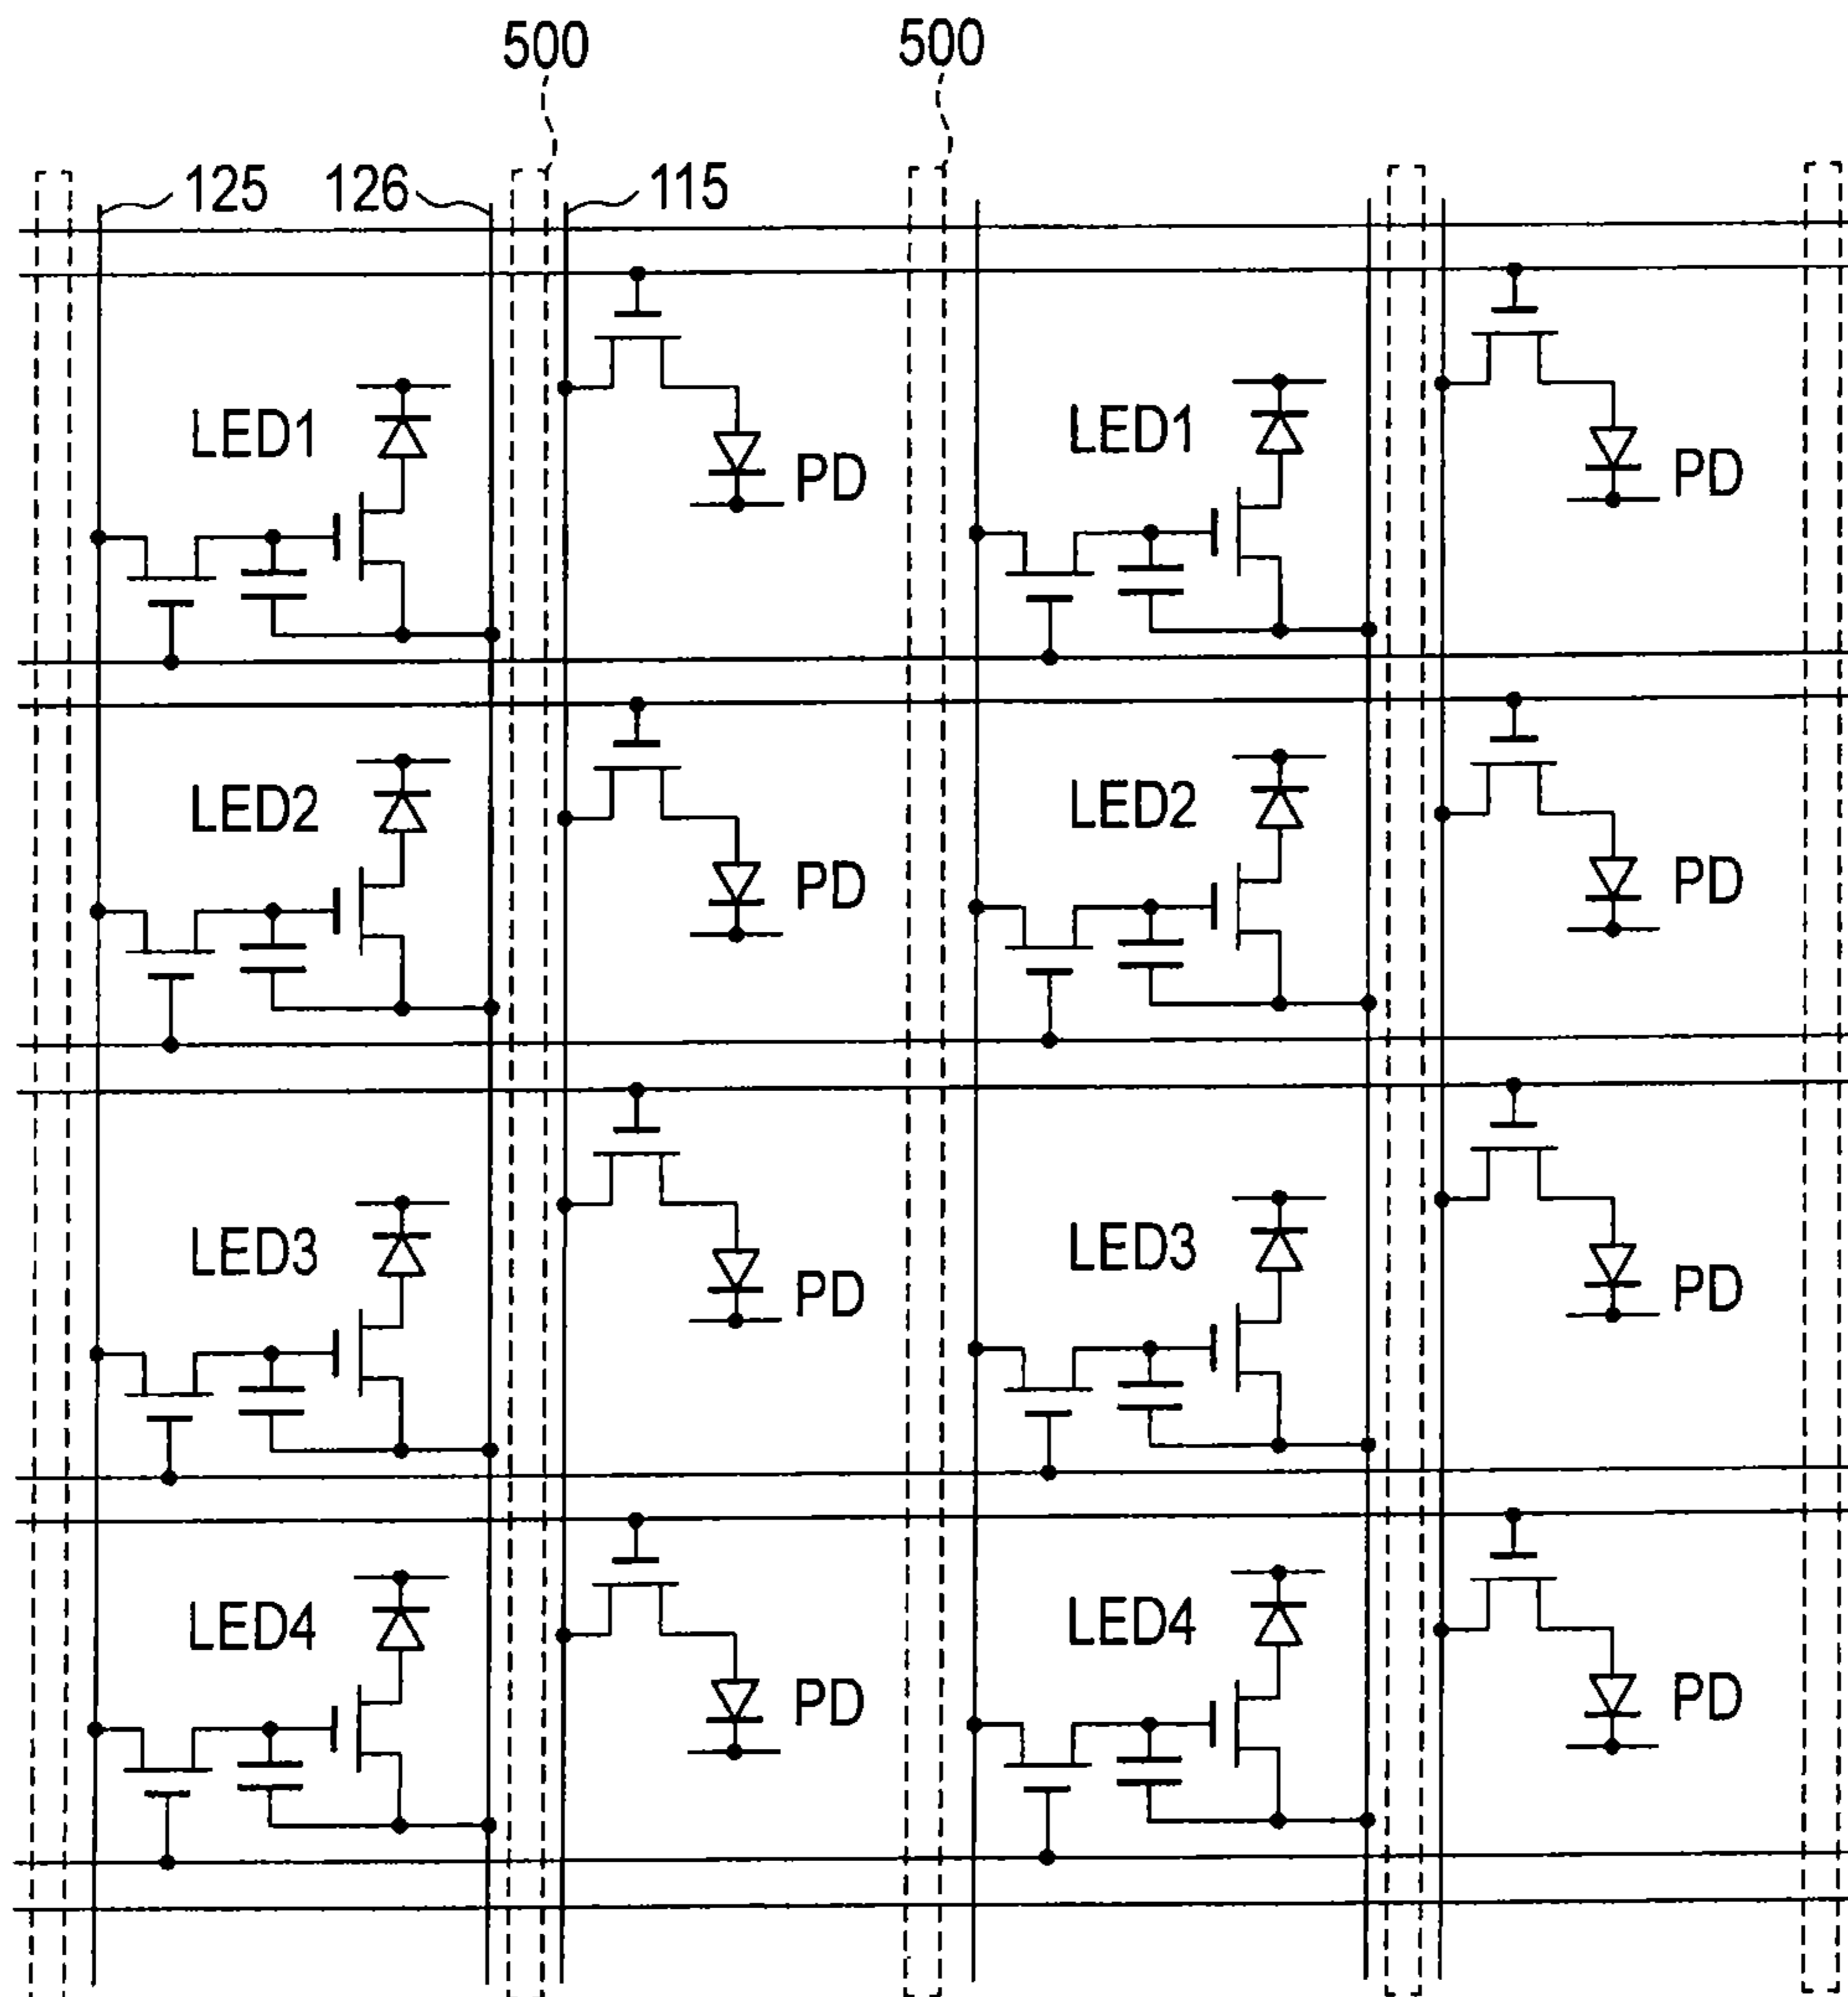 500 500
125 126 115
LED1 PD LED1 PD
LED2 PD LED2 PD
LED3 PD LED3 PD
LED4 PD LED4 PD